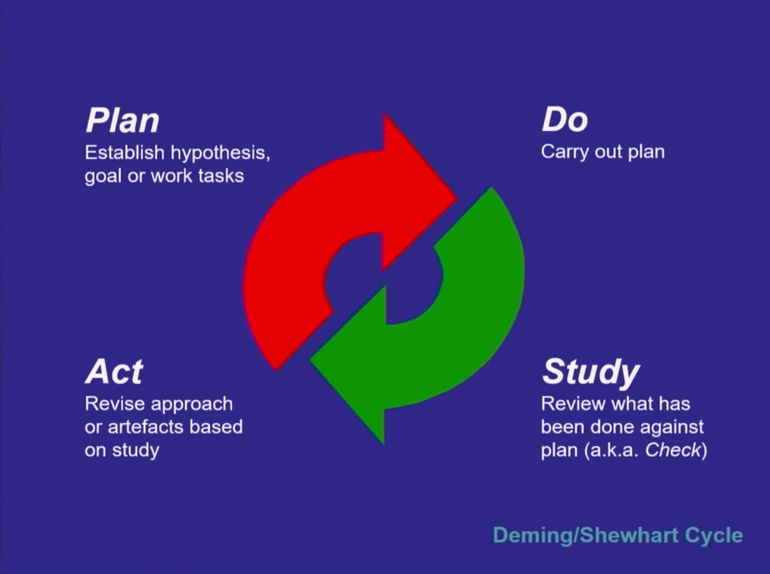 Plan
Establish hypothesis,
goal or work tasks
Do
Carry out plan
Act
Revise approach
or artefacts based
on study
Study
Review what has
been done against
plan (a.k.a. Check)
Deming/Shewhart Cycle